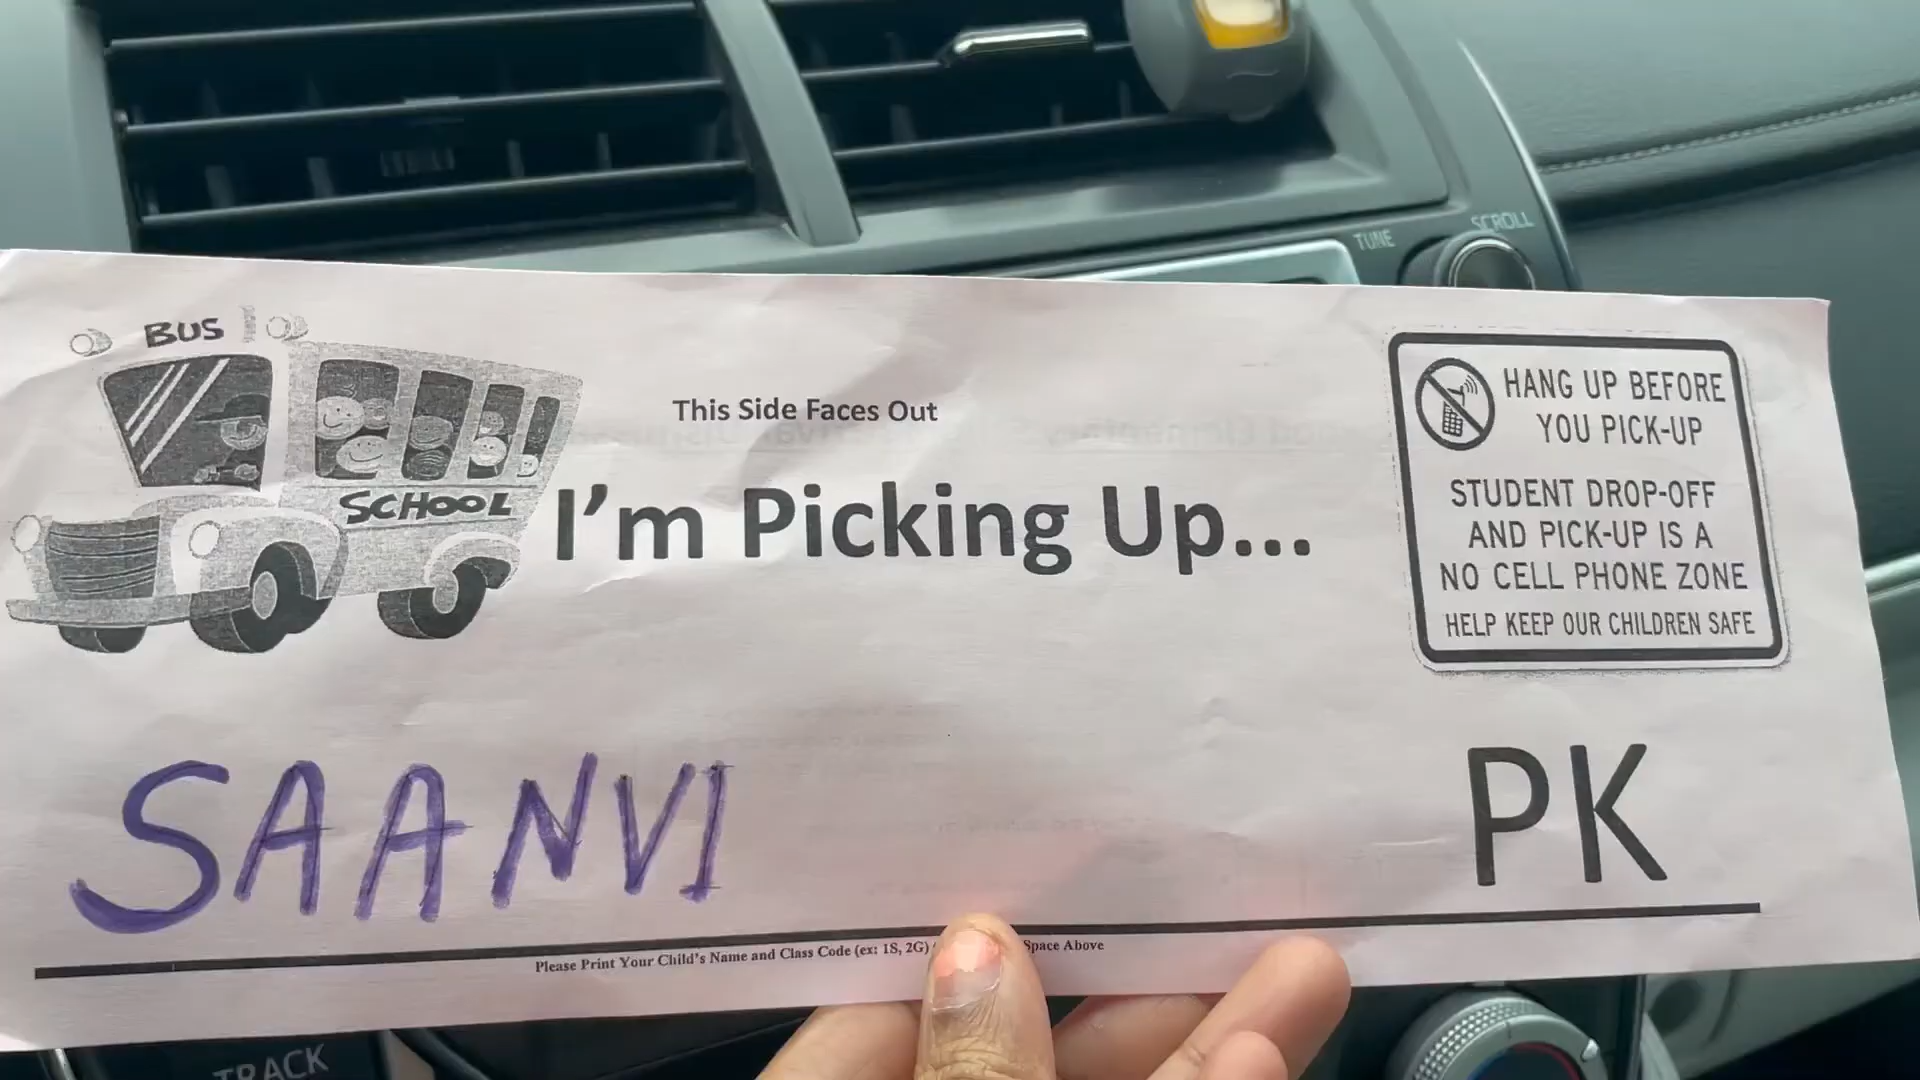 TUNE
SCROLL
BUS
SCHOOL
This Side Faces Out
I'm Picking Up...
HANG UP BEFORE
YOU PICK-UP
STUDENT DROP-OFF
AND PICK-UP IS A
NO CELL PHONE ZONE
HELP KEEP OUR CHILDREN SAFE
SAANVI
PK
Please Print Your Child's Name and Class Code (ex: 1S, 2G) Space Above
TRACK